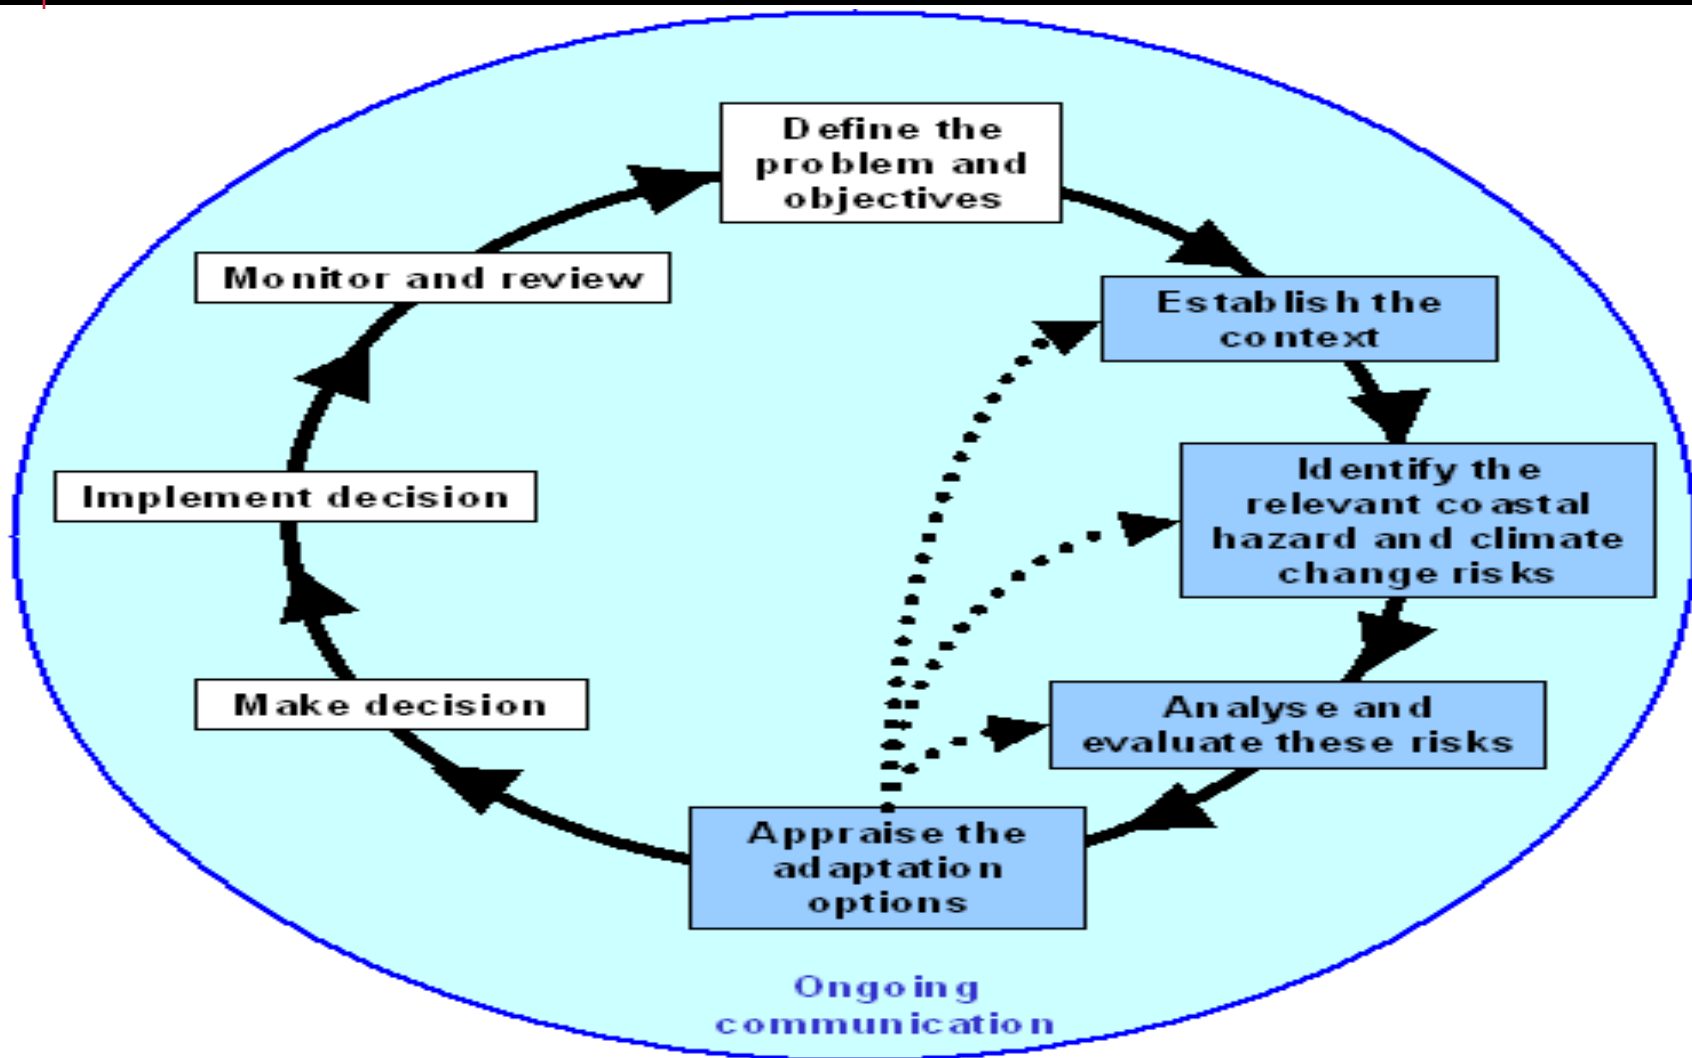 Define the
problem and
objectives
Establish the
context
Identify the
relevant coastal
hazard and climate
change risks
Analyse and
evaluate these risks
Appraise the
adaptation
options
Make decision
Implement decision
Monitor and review
Ongoing
communication